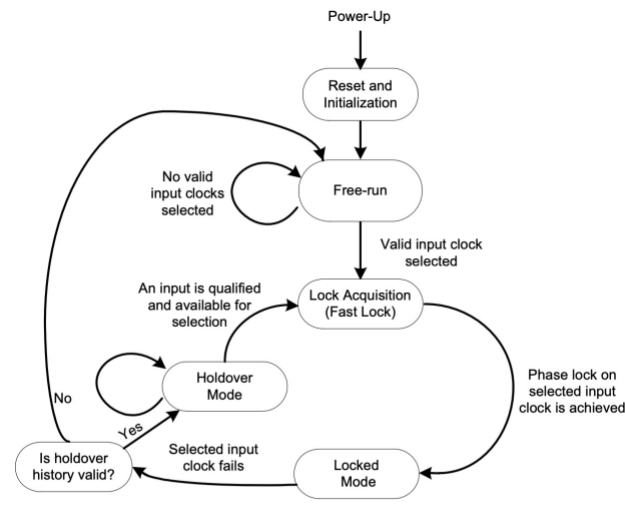 Power-Up
Reset and
Initialization
No valid
input clocks
selected
Free-run
Valid input clock
selected
An input is qualified
and available for
selection
Lock Acquisition
(Fast Lock)
Phase lock on
selected input
clock is achieved
Holdover
Mode
No
Yes
Is holdover
history valid?
Selected input
clock fails
Locked
Mode